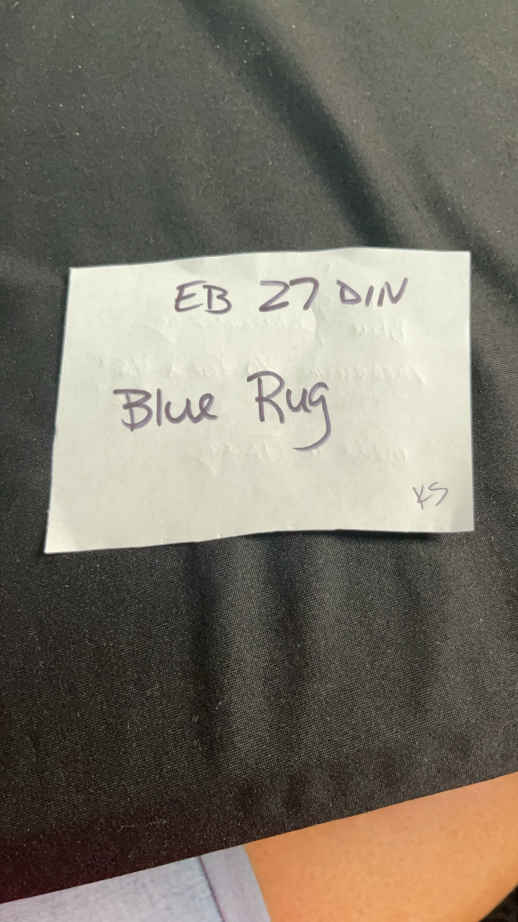 EB 27 DIN
Blue Rug
KS